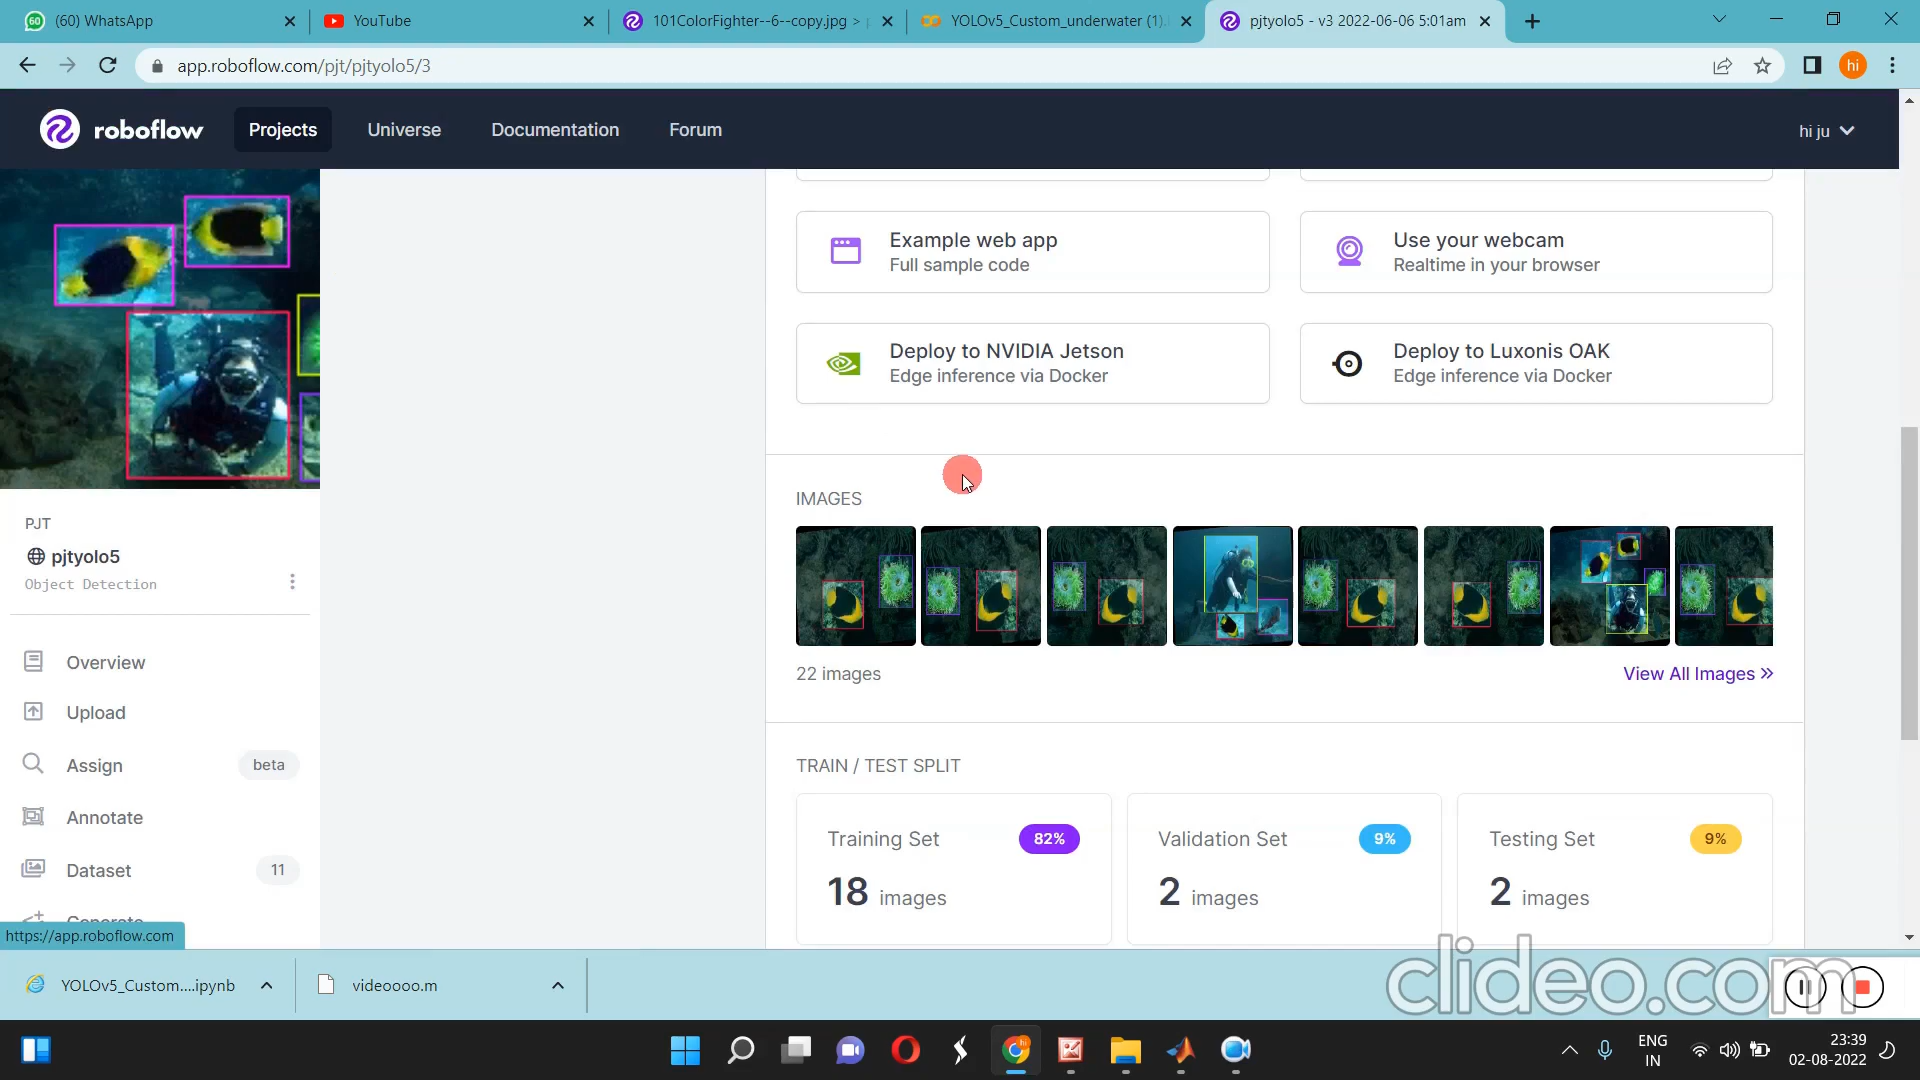 (60) WhatsApp
YouTube
101ColorFighter--6--copy.jpg >
YOLOv5_Custom_underwater (1).
pjtyolo5 - v3 2022-06-06 5:01am
app.roboflow.com/pjt/pjtyolo5/3
hi
roboflow
Projects
Universe
Documentation
Forum
hi ju
Example web app
Full sample code
Use your webcam
Realtime in your browser
Deploy to NVIDIA Jetson
Edge inference via Docker
Deploy to Luxonis OAK
Edge inference via Docker
IMAGES
22 images
View All Images »
PJT
pjtyolo5
Object Detection
Overview
Upload
Assign
beta
Annotate
Dataset
11
Generate
TRAIN / TEST SPLIT
Training Set
82%
18 images
Validation Set
9%
2 images
Testing Set
9%
2 images
https://app.roboflow.com
clideo.com
YOLOv5_Custom....ipynb
videoooo.m
ENG
IN
23:39
02-08-2022